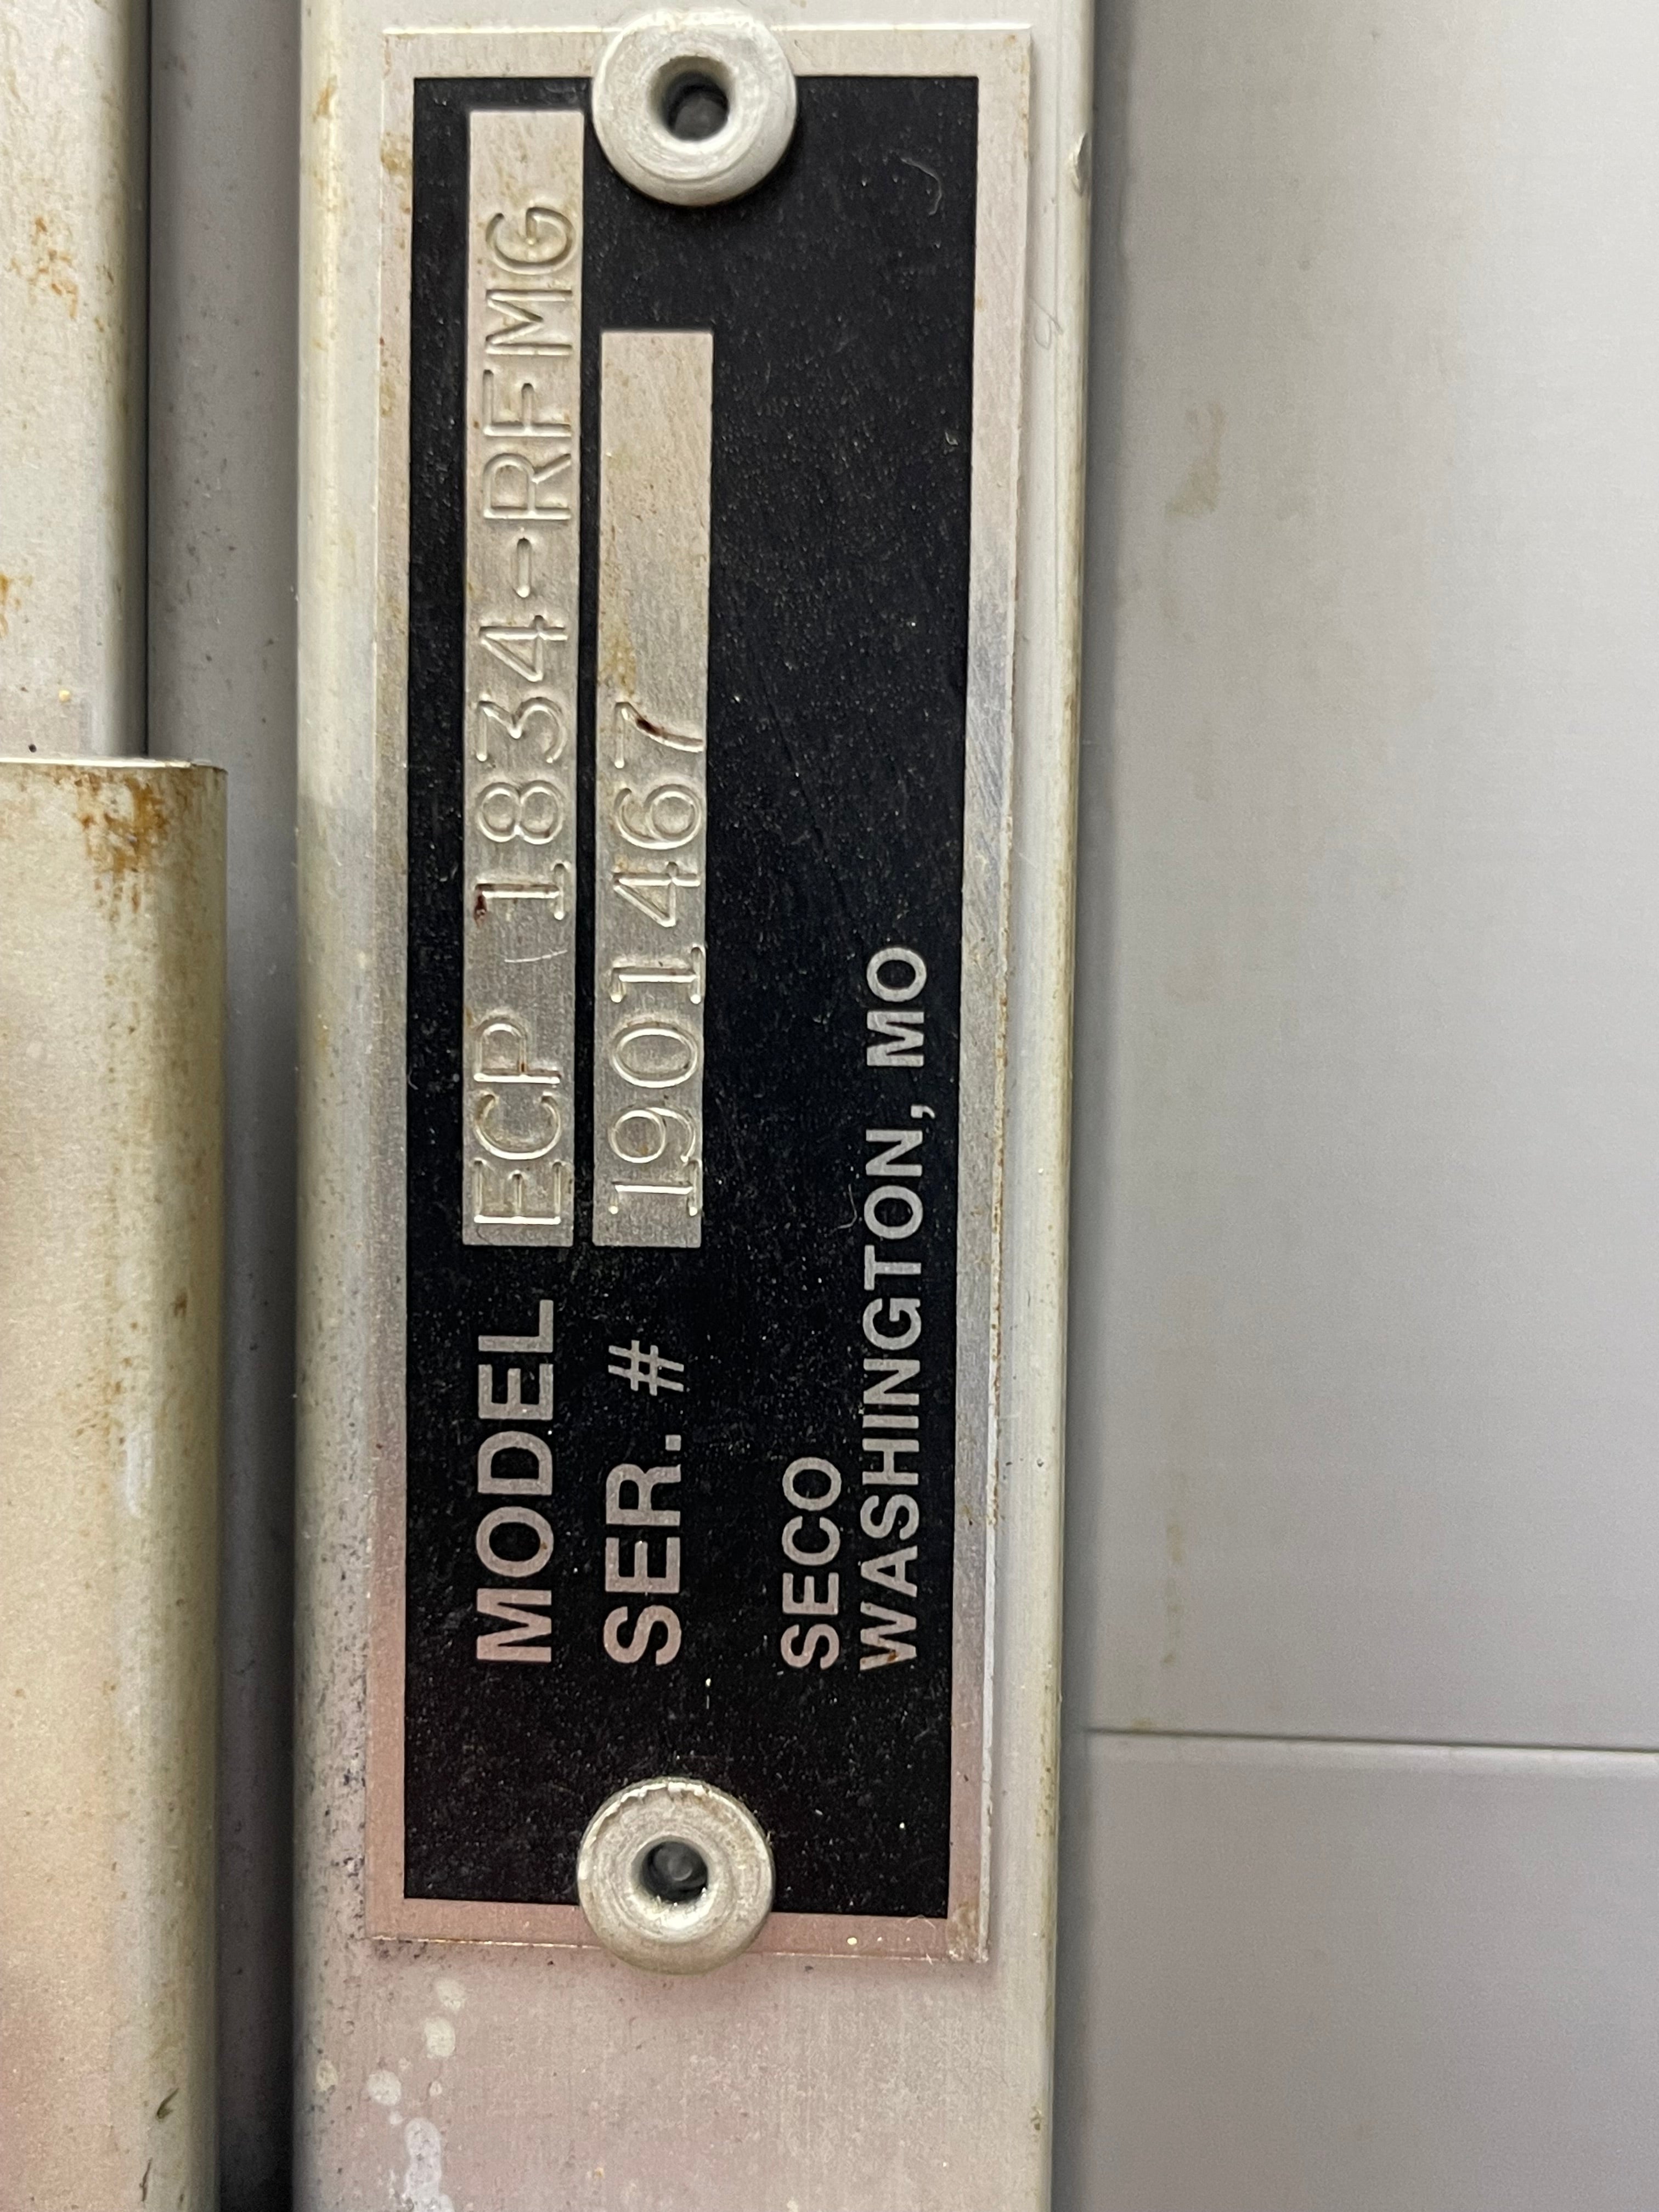 MODEL ECP 1834-RFMG
SER. # 1901467
SECO
WASHINGTON, MO